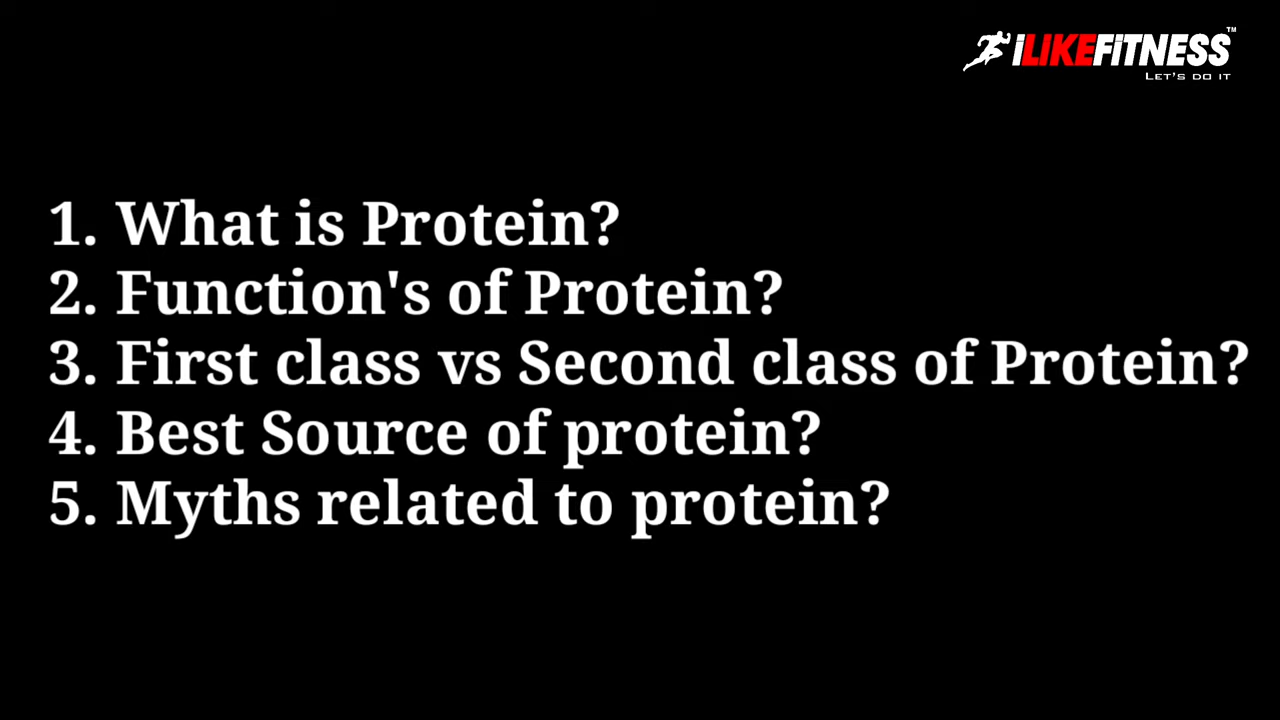 iLIKEFiTNESS™
LET'S DO IT
1. What is Protein?
2. Function's of Protein?
3. First class vs Second class of Protein?
4. Best Source of protein?
5. Myths related to protein?